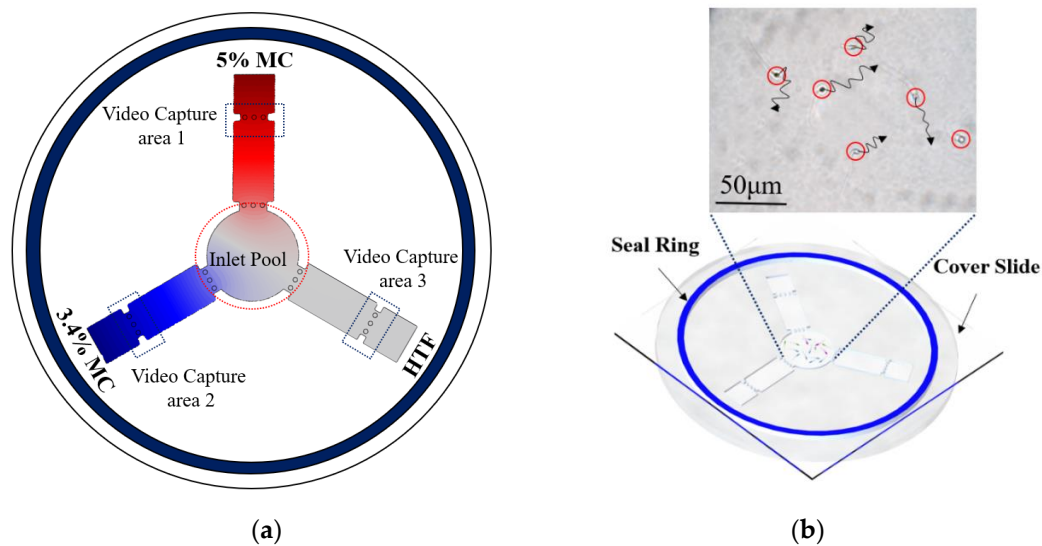 5% MC
Video Capture
area 1
Inlet Pool
Video Capture
area 3
3.4% MC
HTF
Video Capture
area 2
(a)
50μm
Seal Ring
Cover Slide
(b)